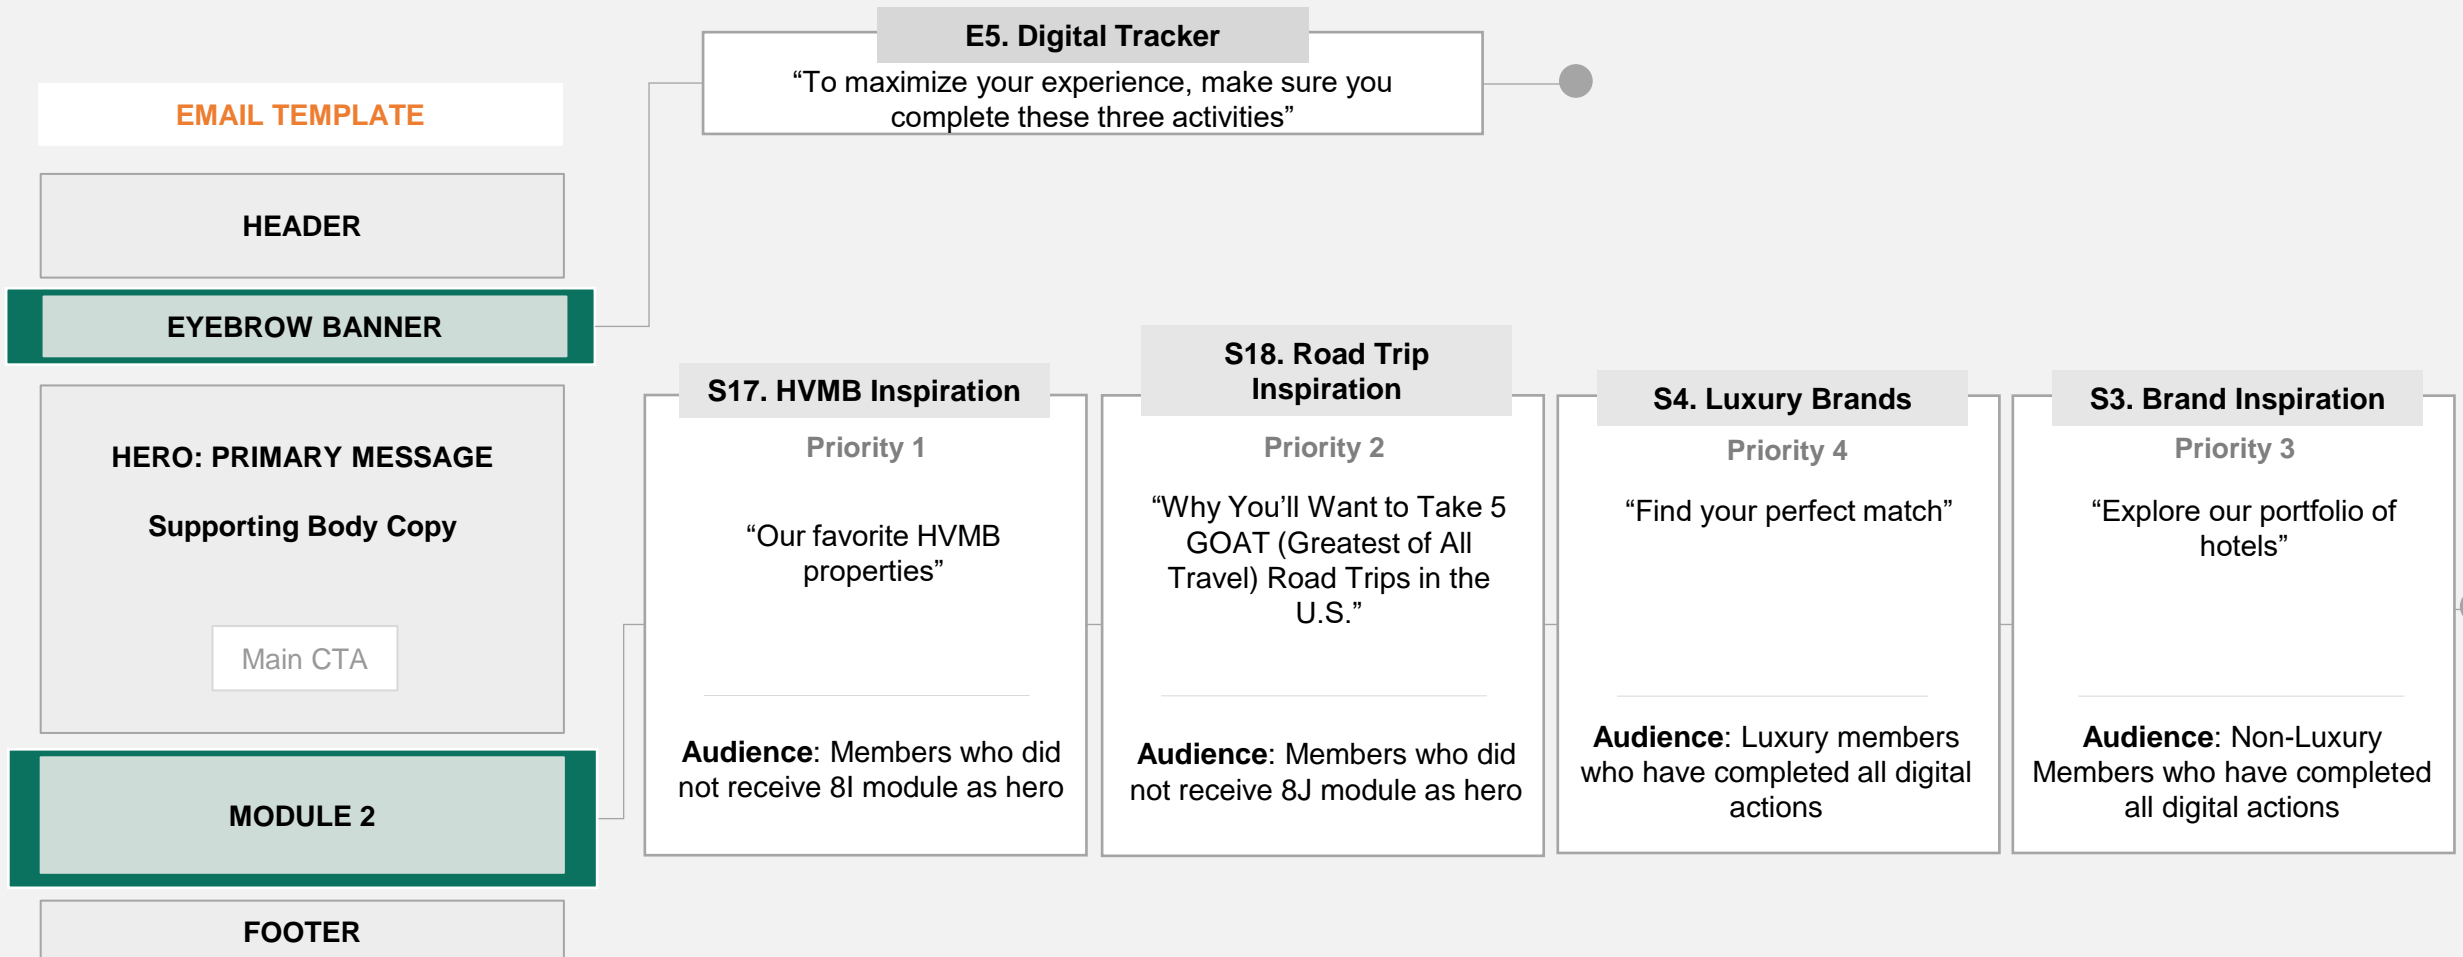 E5. Digital Tracker
“To maximize your experience, make sure you
complete these three activities”
EMAIL TEMPLATE
HEADER
EYEBROW BANNER
HERO: PRIMARY MESSAGE
Supporting Body Copy
Main CTA
MODULE 2
FOOTER
S17. HVMB Inspiration
Priority 1
“Our favorite HVMB
properties”
Audience: Members who did
not receive 8I module as hero
S18. Road Trip
Inspiration
Priority 2
“Why You’ll Want to Take 5
GOAT (Greatest of All
Travel) Road Trips in the
U.S.”
Audience: Members who did
not receive 8J module as hero
S4. Luxury Brands
Priority 4
“Find your perfect match”
Audience: Luxury members
who have completed all digital
actions
S3. Brand Inspiration
Priority 3
“Explore our portfolio of
hotels”
Audience: Non-Luxury
Members who have completed
all digital actions